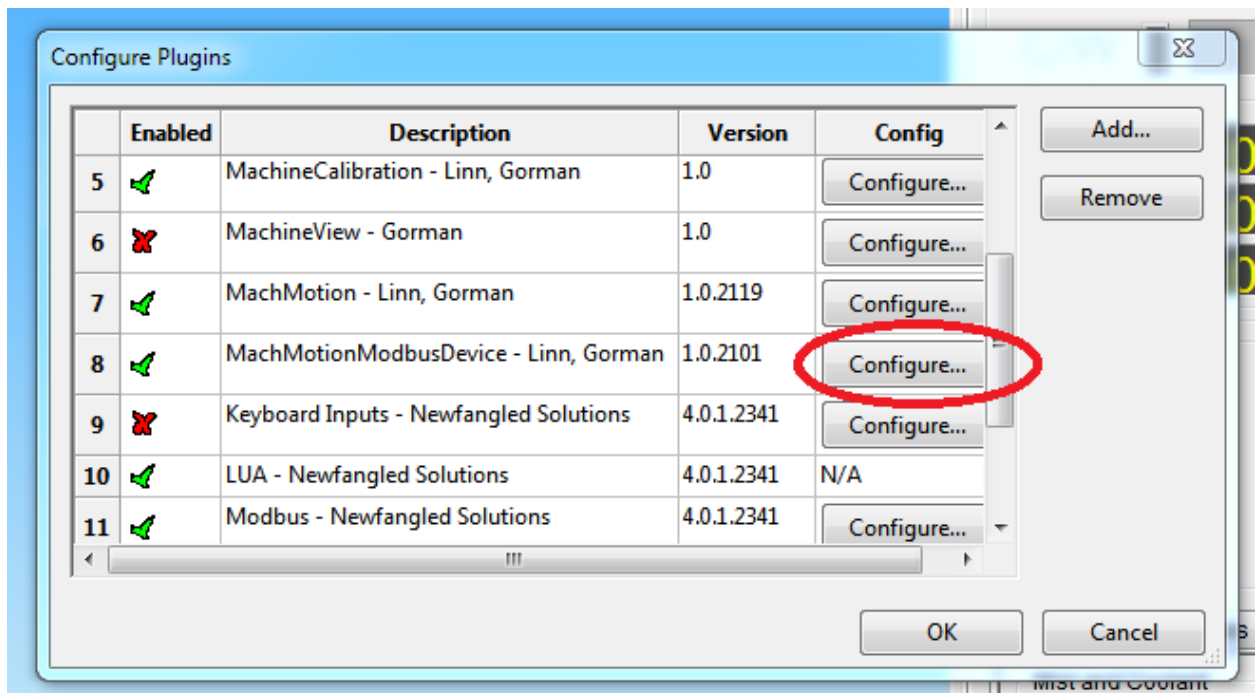 Configure Plugins
Enabled Description Version Config
5 MachineCalibration - Linn, Gorman 1.0 Configure...
6 MachineView - Gorman 1.0 Configure...
7 MachMotion - Linn, Gorman 1.0.2119 Configure...
8 MachMotionModbusDevice - Linn, Gorman 1.0.2101 Configure...
9 Keyboard Inputs - Newfangled Solutions 4.0.1.2341 Configure...
10 LUA - Newfangled Solutions 4.0.1.2341 N/A
11 Modbus - Newfangled Solutions 4.0.1.2341 Configure...
Add...
Remove
OK Cancel
Mist and Coolant